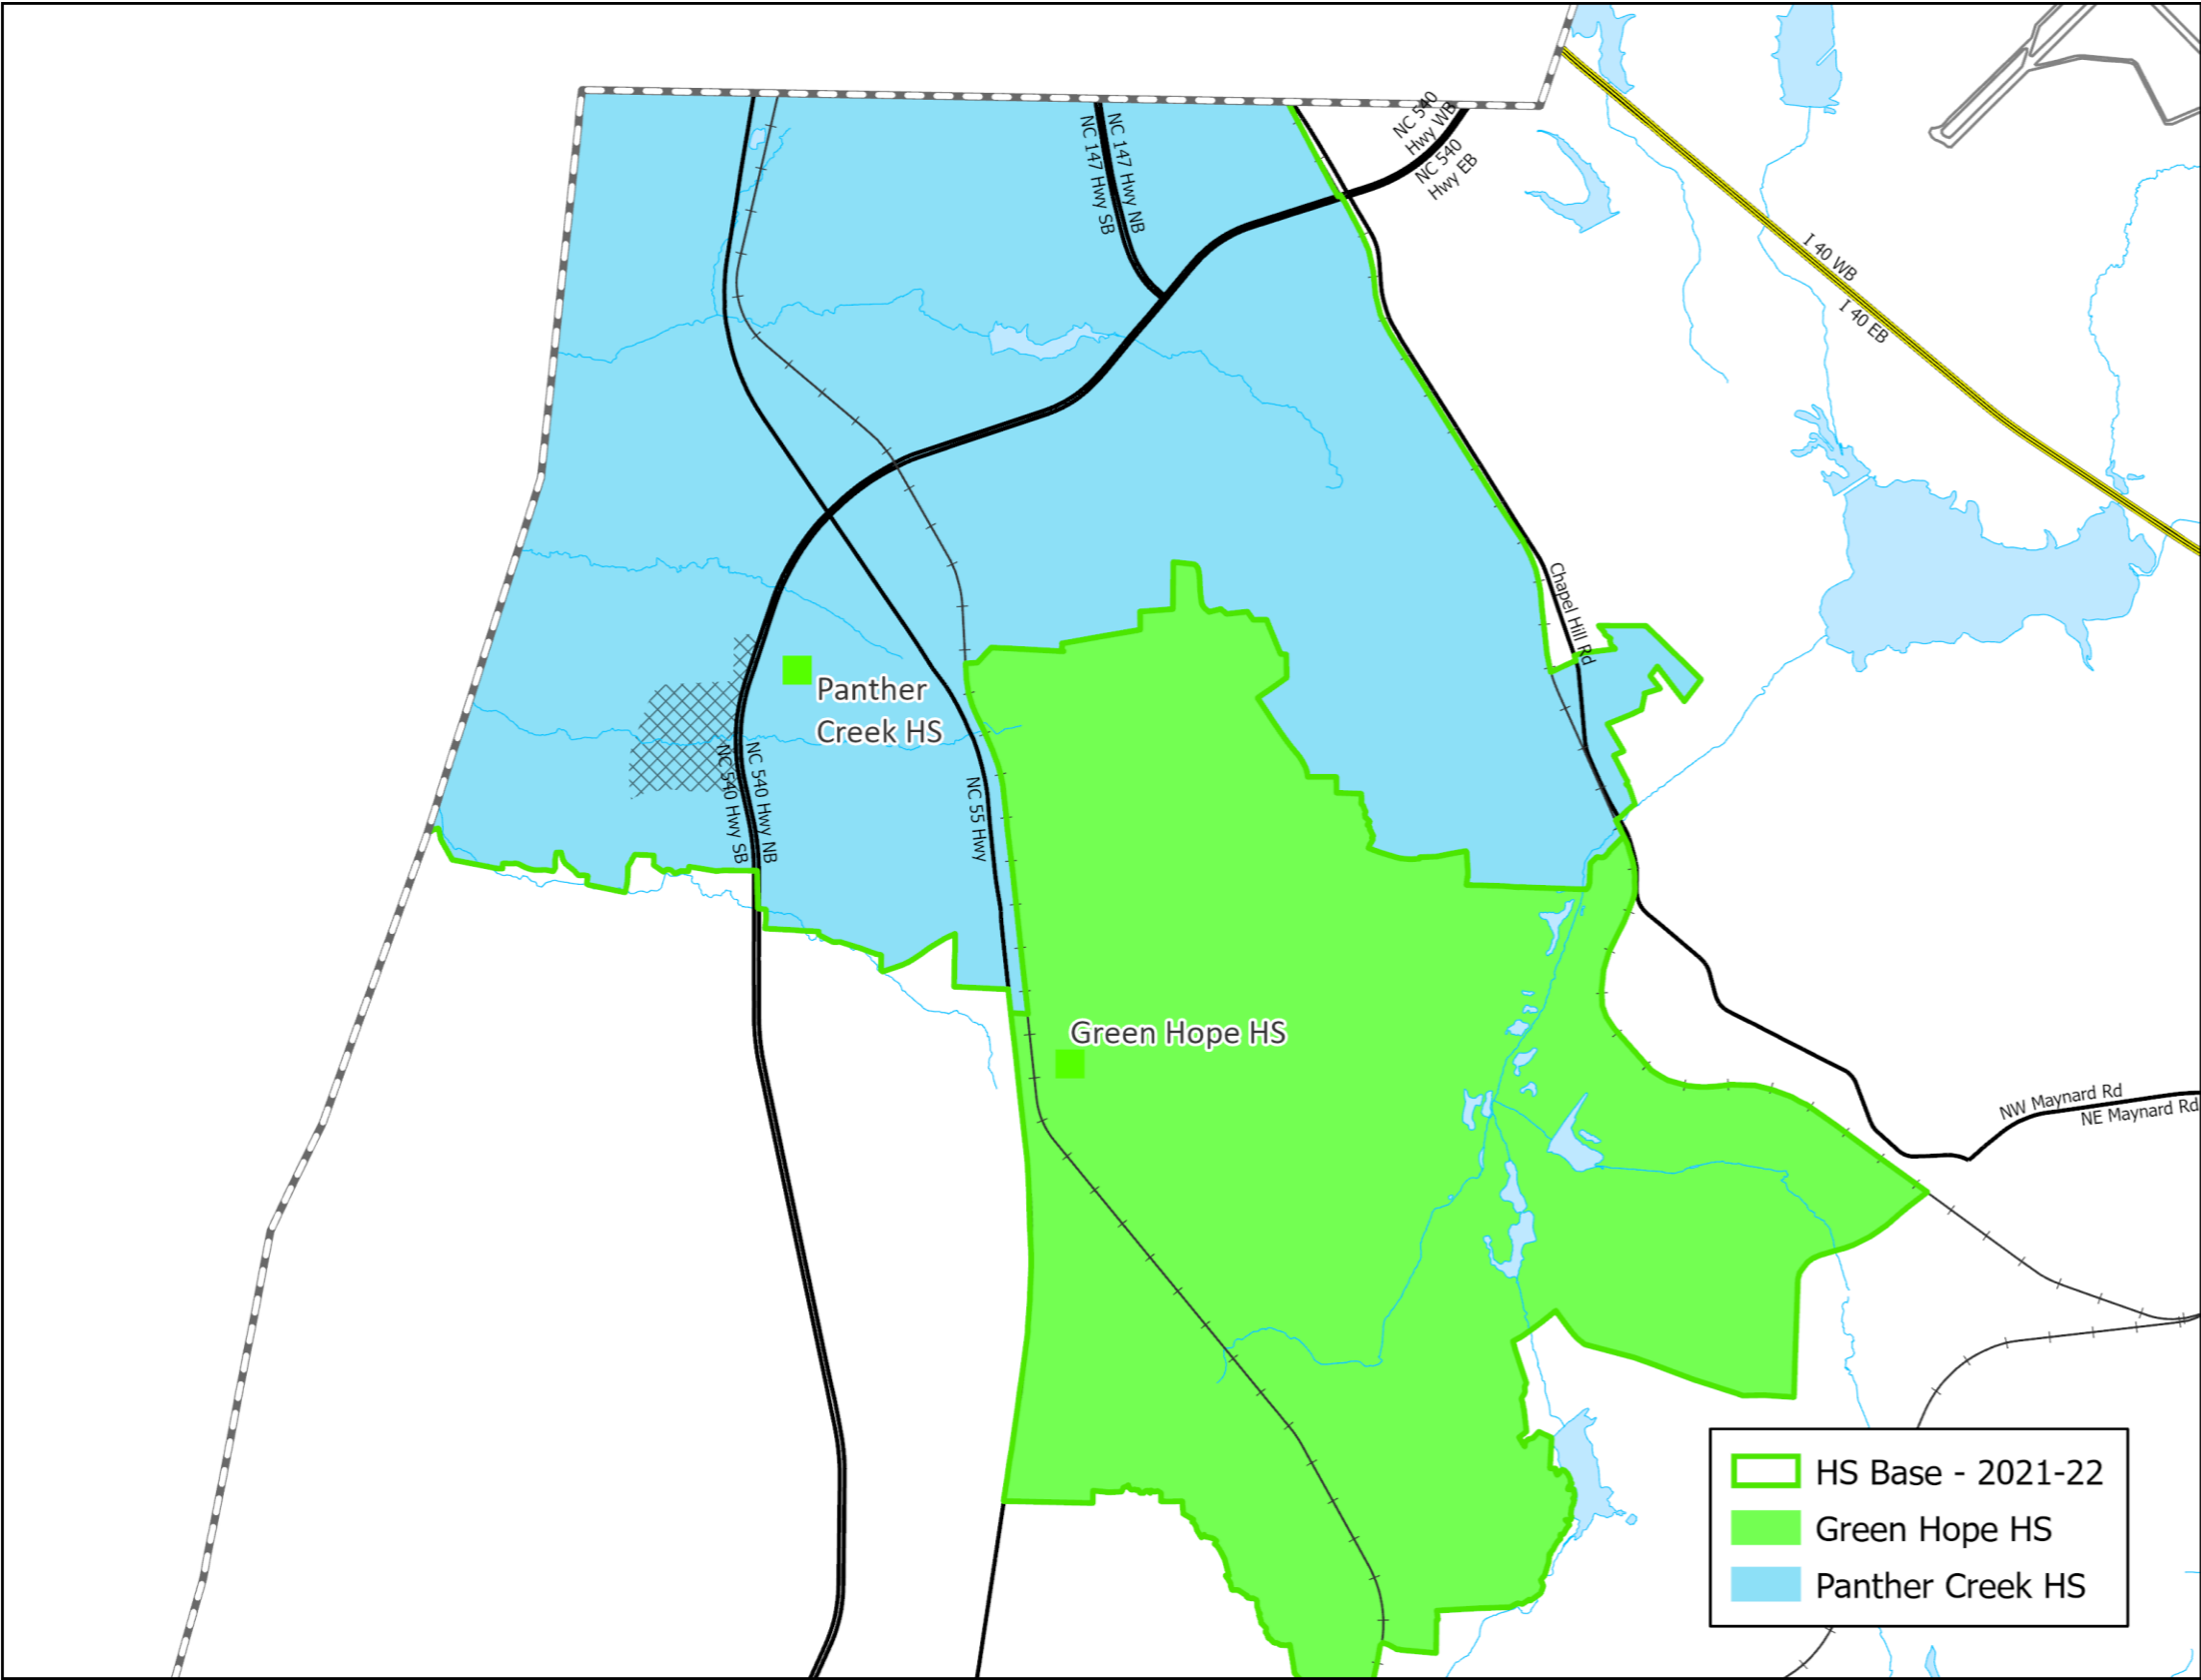 NC 540
Hwy WB
NC 540
Hwy EB
NC 147 Hwy NB
NC 147 Hwy SB
I 40 WB
I 40 EB
Chapel Hill Rd
Panther
Creek HS
NC 540 Hwy NB
NC 540 Hwy SB
NC 55 Hwy
Green Hope HS
NW Maynard Rd
NE Maynard Rd
HS Base - 2021-22
Green Hope HS
Panther Creek HS